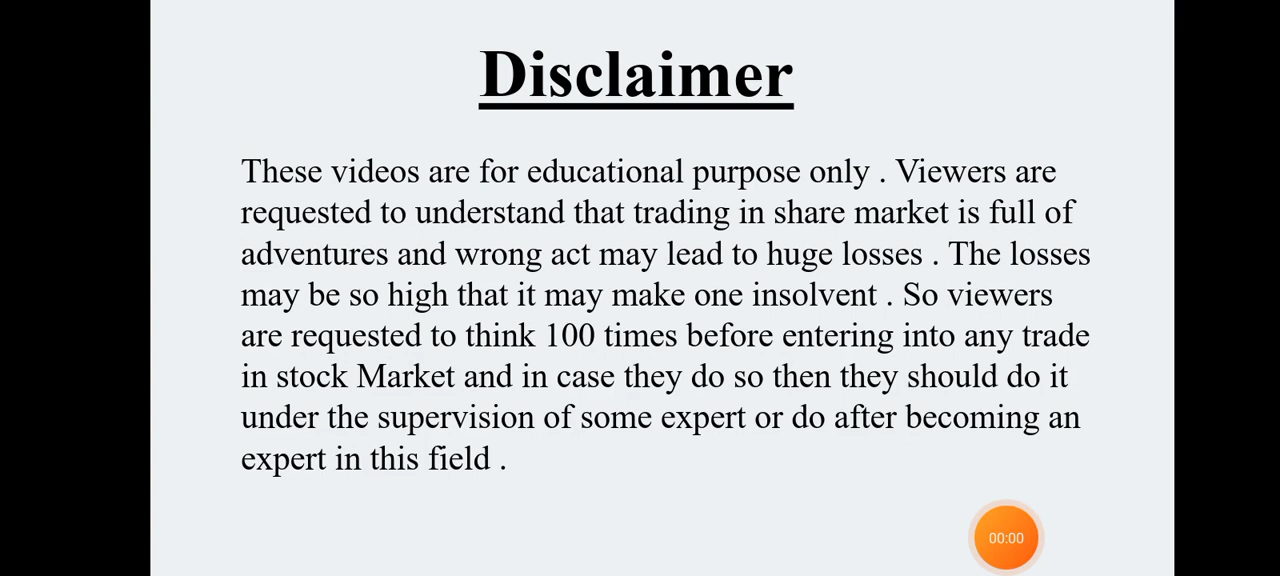 Disclaimer
These videos are for educational purpose only . Viewers are
requested to understand that trading in share market is full of
adventures and wrong act may lead to huge losses . The losses
may be so high that it may make one insolvent . So viewers
are requested to think 100 times before entering into any trade
in stock Market and in case they do so then they should do it
under the supervision of some expert or do after becoming an
expert in this field .
00:00